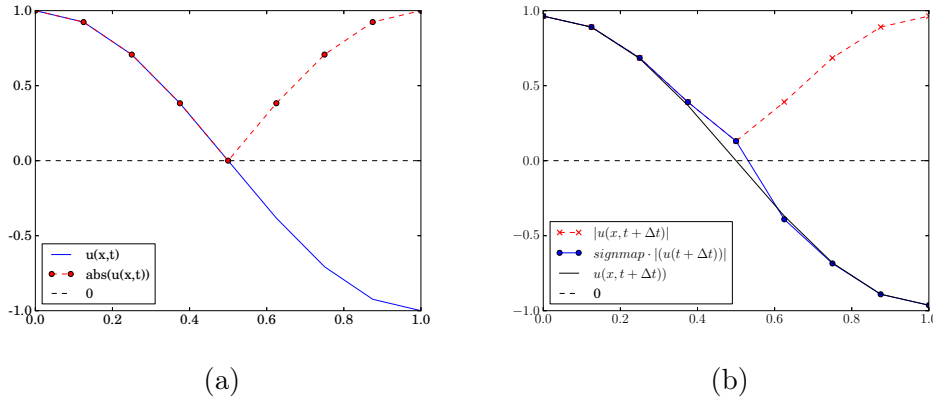 1.0
0.5
0.0
-0.5
-1.0
0.0 0.2 0.4 0.6 0.8 1.0
u(x,t)
abs(u(x,t))
0
(a)
1.0
0.5
0.0
−0.5
−1.0
0.0 0.2 0.4 0.6 0.8 1.0
|u(x, t + Δt)|
signmap · |(u(t + Δt))|
u(x, t + Δt))
0
(b)